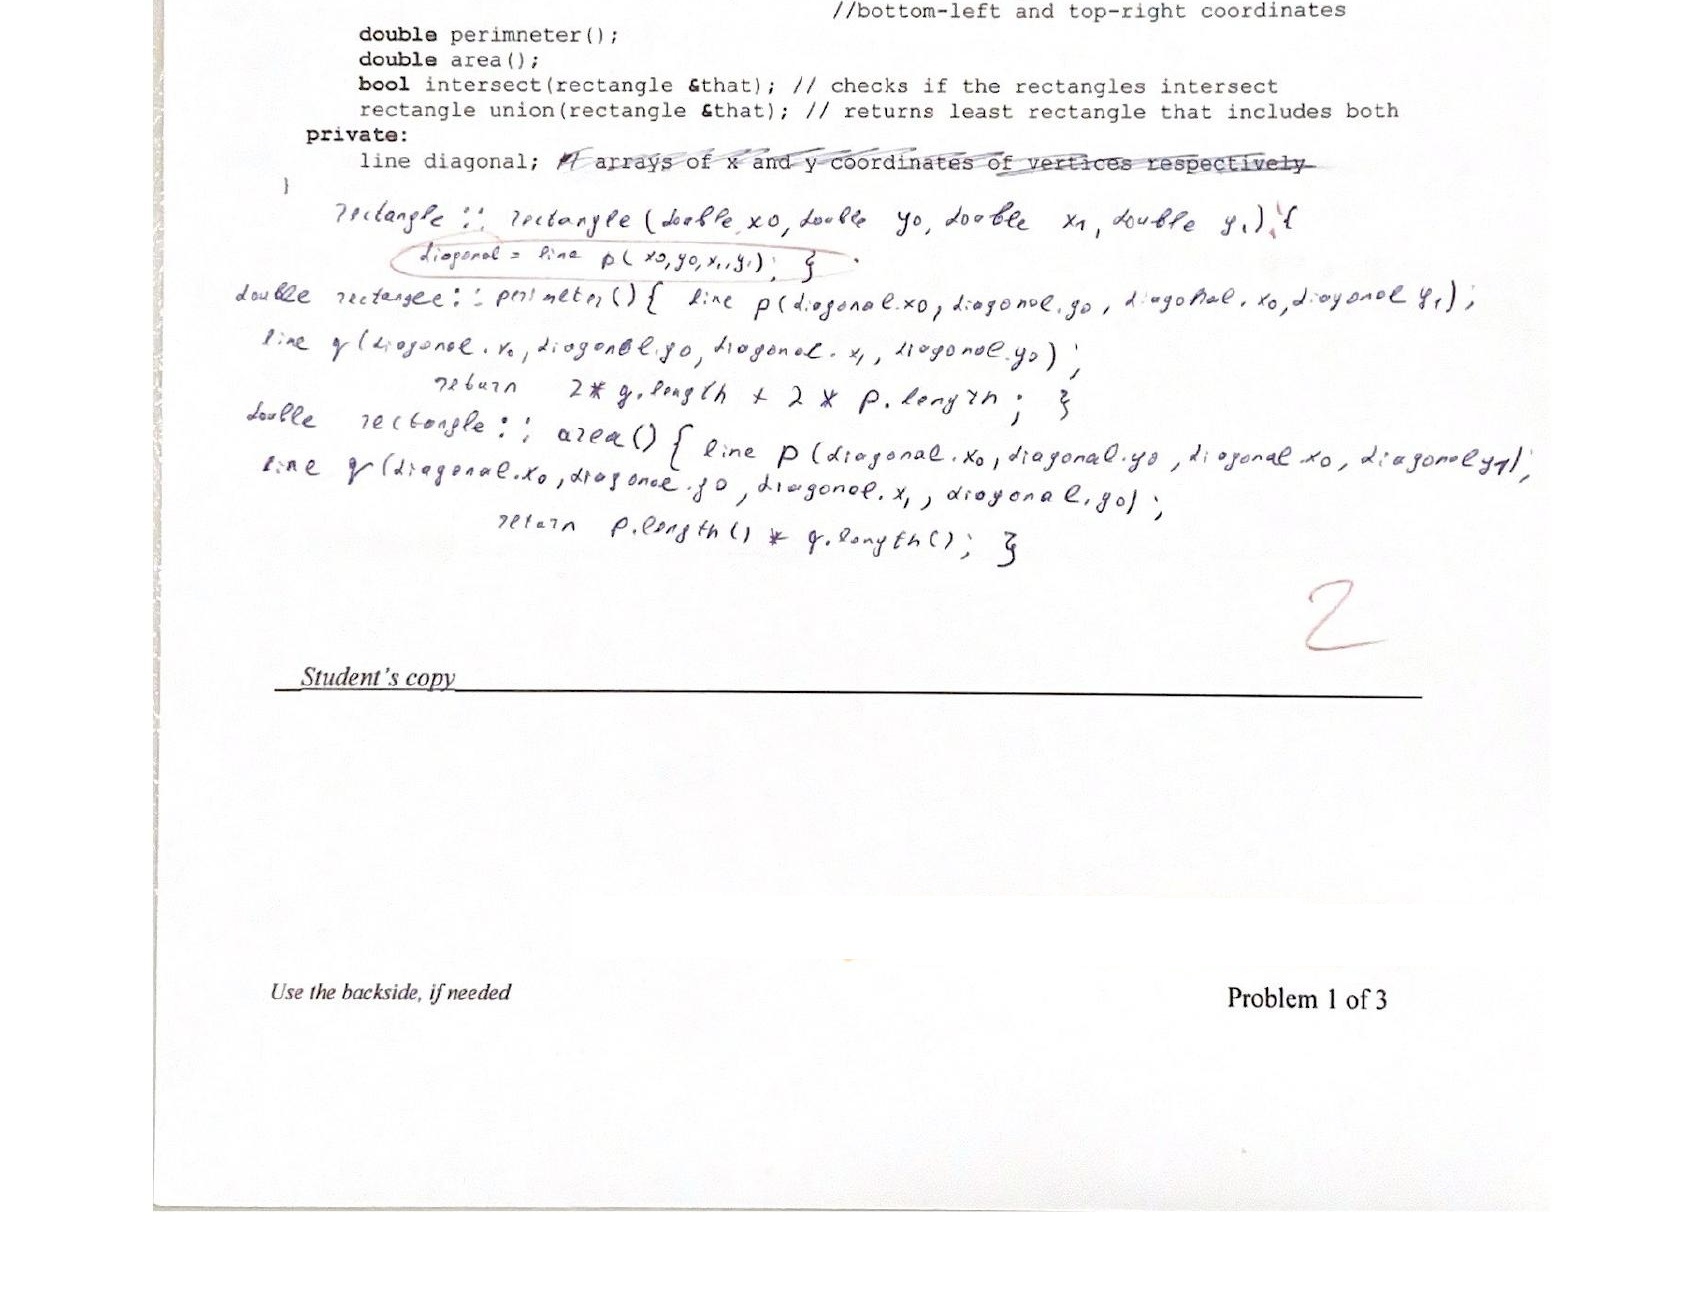 //bottom-left and top-right coordinates
double perimneter();
double area();
bool intersect(rectangle &that); // checks if the rectangles intersect
rectangle union(rectangle &that); // returns least rectangle that includes both
private:
line diagonal; // arrays of x and y coordinates of vertices respectively
}
rectangle :: rectangle (double x0, double y0, double x1, double y1) {
diagonal = line p( x0, y0, x1, y1); }
double rectangle :: perimeter() { line p(diagonal.x0, diagonal.y0, diagonal.x0, diagonal y1);
line q (diagonal.x0, diagonal.y0, diagonal.x1, diagonal.y0);
return 2* q.length + 2 * p.length; }
double rectangle :: area() { line p (diagonal.x0, diagonal.y0, diagonal x0, diagonal y1);
line q (diagonal.x0, diagonal.y0, diagonal.x1, diagonal.y0);
return p.length() * q.length(); }
2
Student's copy
Use the backside, if needed
Problem 1 of 3